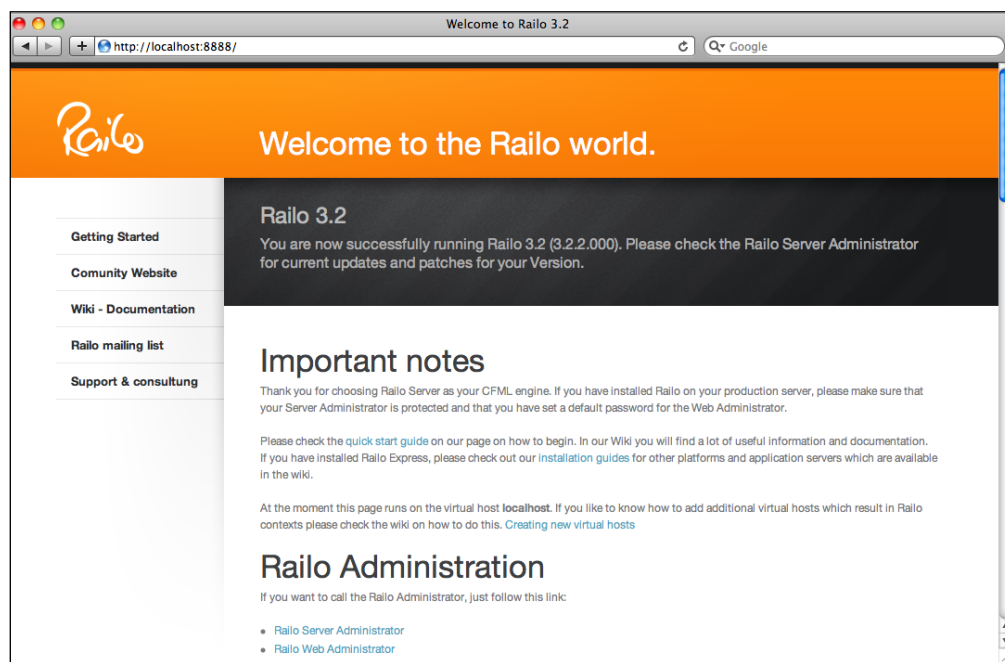 Welcome to Railo 3.2
http://localhost:8888/
Google
Railo
Welcome to the Railo world.
Getting Started
Comunity Website
Wiki - Documentation
Railo mailing list
Support & consultung
Railo 3.2
You are now successfully running Railo 3.2 (3.2.2.000). Please check the Railo Server Administrator
for current updates and patches for your Version.
Important notes
Thank you for choosing Railo Server as your CFML engine. If you have installed Railo on your production server, please make sure that
your Server Administrator is protected and that you have set a default password for the Web Administrator.
Please check the quick start guide on our page on how to begin. In our Wiki you will find a lot of useful information and documentation.
If you have installed Railo Express, please check out our installation guides for other platforms and application servers which are available
in the wiki.
At the moment this page runs on the virtual host localhost. If you like to know how to add additional virtual hosts which result in Railo
contexts please check the wiki on how to do this. Creating new virtual hosts
Railo Administration
If you want to call the Railo Administrator, just follow this link:
• Railo Server Administrator
• Railo Web Administrator